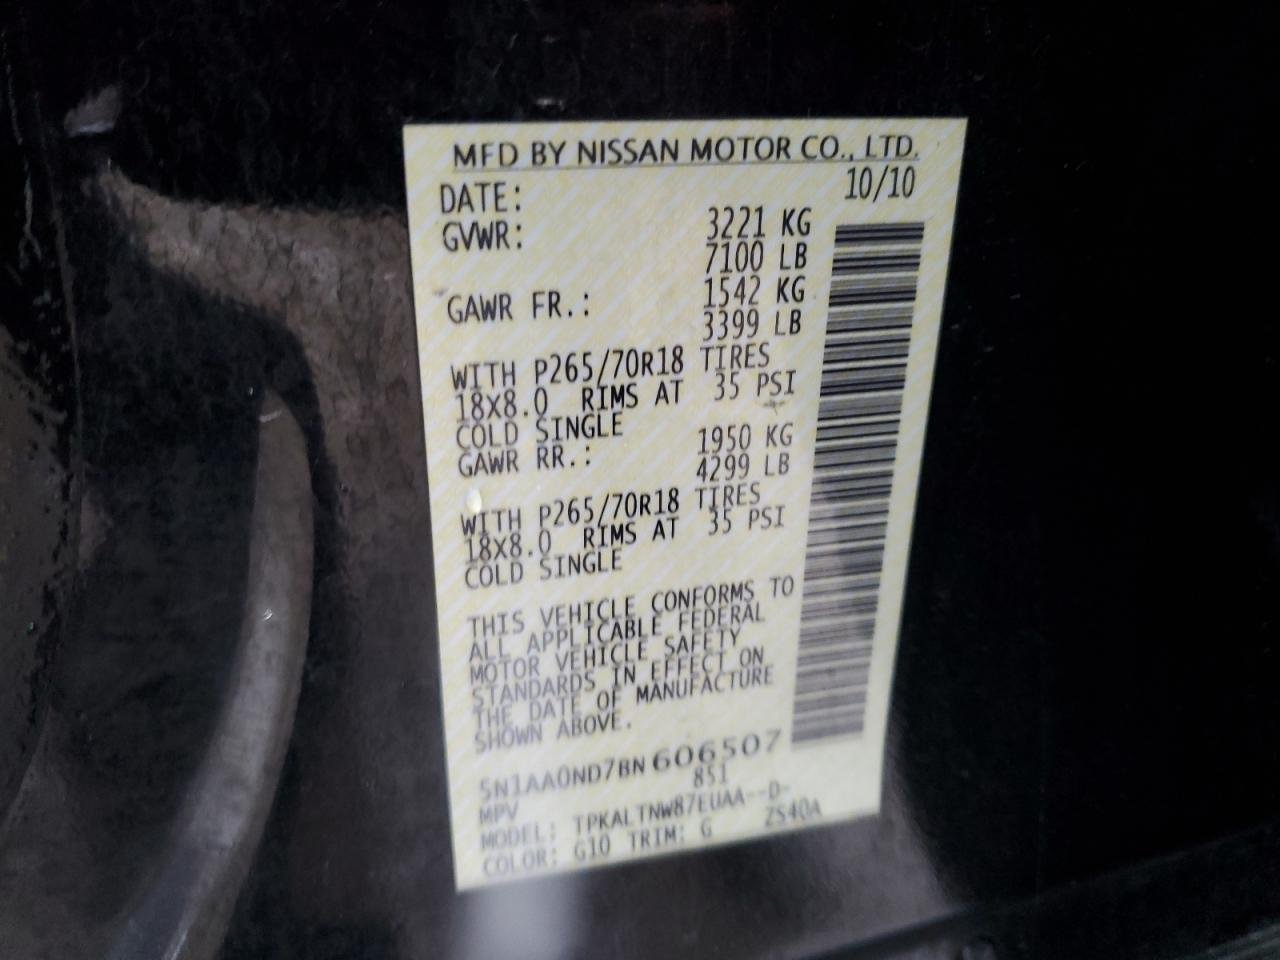 MFD BY NISSAN MOTOR CO., LTD.
DATE: 10/10
GVWR: 3221 KG
7100 LB
GAWR FR.: 1542 KG
3399 LB
WITH P265/70R18 TIRES
18X8.0 RIMS AT 35 PSI
COLD SINGLE
GAWR RR.: 1950 KG
4299 LB
WITH P265/70R18 TIRES
18X8.0 RIMS AT 35 PSI
COLD SINGLE
THIS VEHICLE CONFORMS TO
ALL APPLICABLE FEDERAL
MOTOR VEHICLE SAFETY
STANDARDS IN EFFECT ON
THE DATE OF MANUFACTURE
SHOWN ABOVE.
5N1AA0ND7BN606507
MPV 851
MODEL: TPKALTNW87EUAA--D-
COLOR: G10 TRIM: G ZS40A